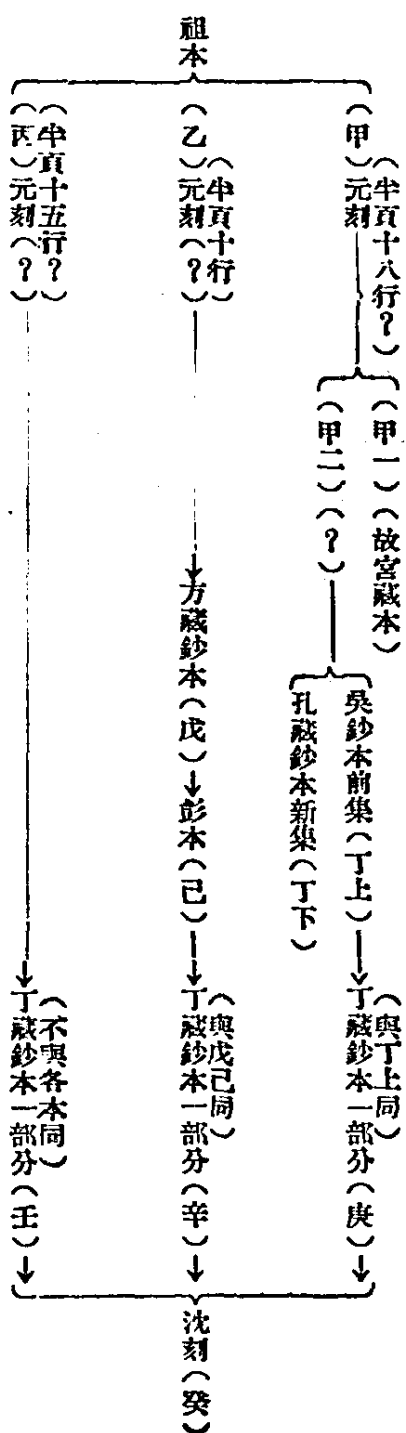 祖本
（半頁十八行？）
（甲）元刻
（甲一）（故宮藏本）
（甲二）（？）
吳鈔本前集（丁上）→丁藏鈔本一部分（庚）→
（與丁上同）
孔藏鈔本新集（丁下）
（半頁十行）
（乙）元刻（？）→方藏鈔本（戊）→彭本（己）→丁藏鈔本一部分（辛）→
（與戊己同）
（半頁十五行？）
（丙）元刻（？）→丁藏鈔本一部分（壬）→
（不與各本同）
沈刻（癸）